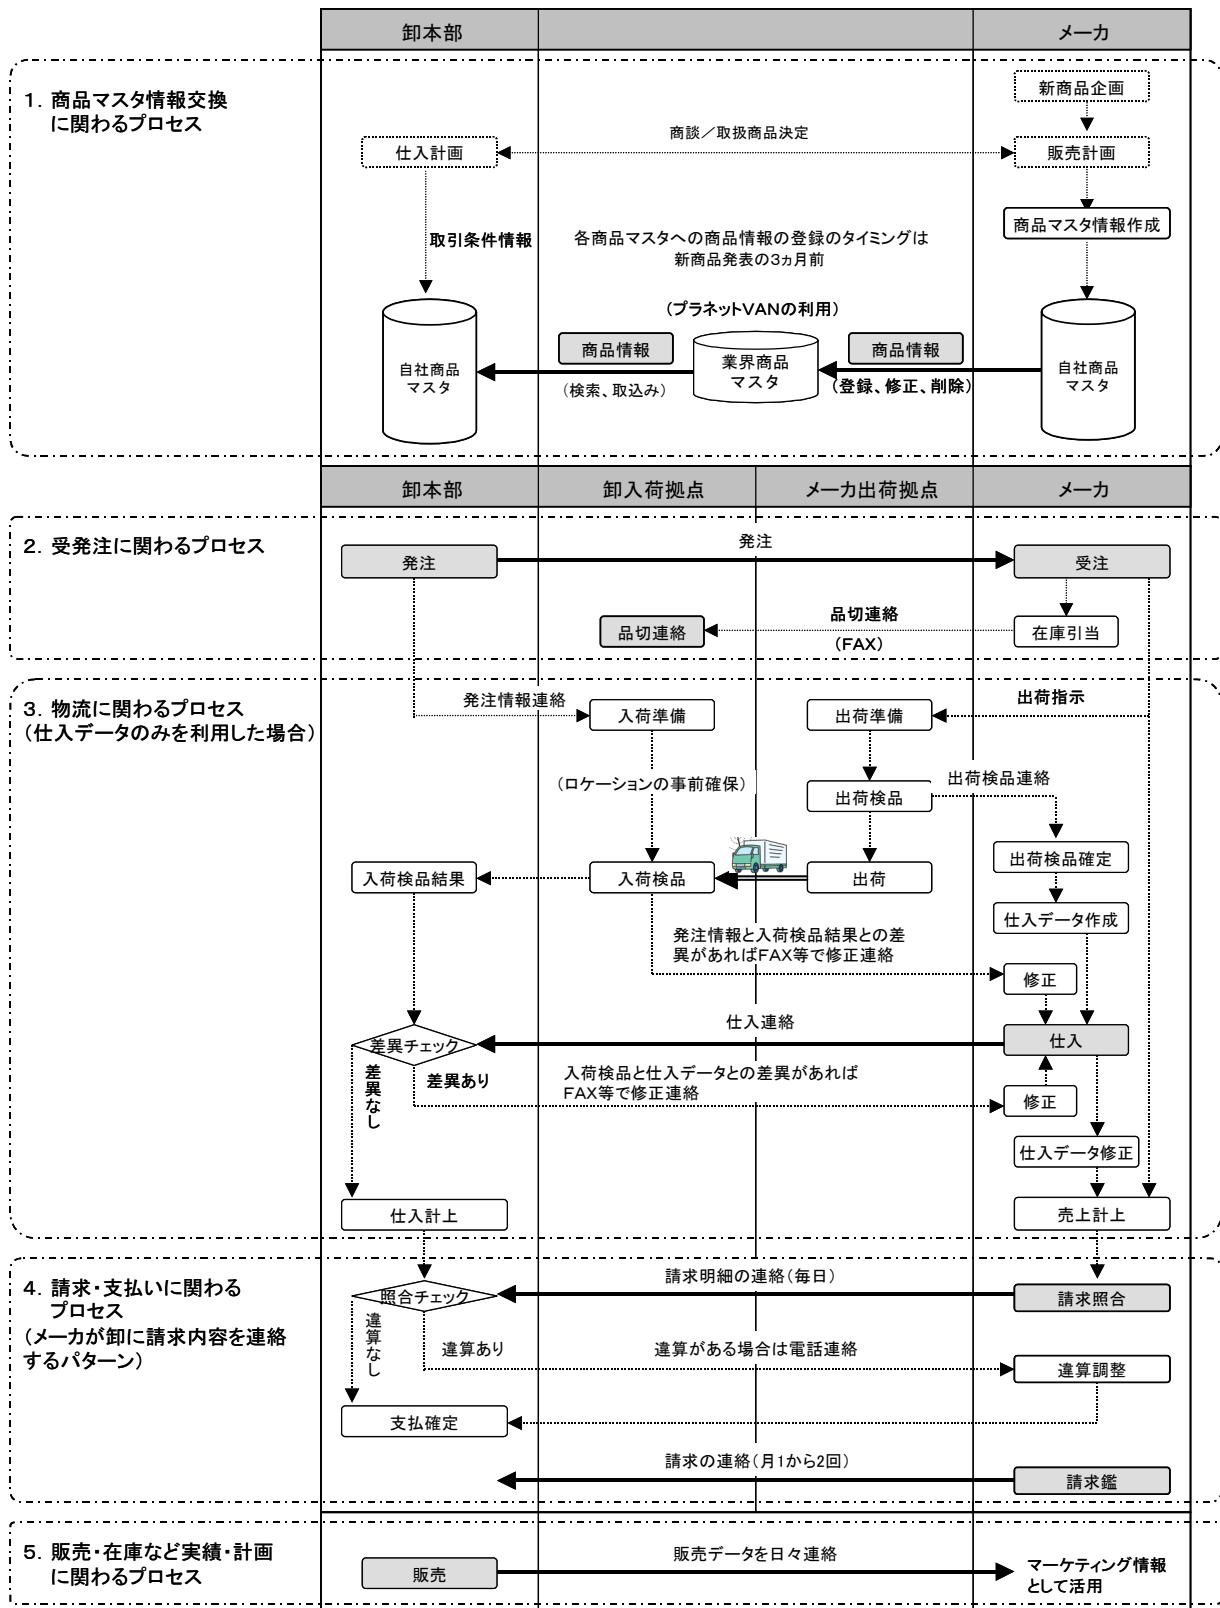 卸本部
メーカ
1．商品マスタ情報交換
に関わるプロセス
新商品企画
商談／取扱商品決定
仕入計画
販売計画
商品マスタ情報作成
取引条件情報
各商品マスタへの商品情報の登録のタイミングは
新商品発表の3ヵ月前
（プラネットVANの利用）
商品情報
商品情報
自社商品
マスタ
業界商品
マスタ
自社商品
マスタ
（検索、取込み）
（登録、修正、削除）
卸本部
卸入荷拠点
メーカ出荷拠点
メーカ
2．受発注に関わるプロセス
発注
発注
受注
品切連絡
品切連絡
（FAX）
在庫引当
3．物流に関わるプロセス
（仕入データのみを利用した場合）
発注情報連絡
入荷準備
出荷準備
出荷指示
（ロケーションの事前確保）
出荷検品
出荷検品連絡
出荷検品確定
入荷検品結果
入荷検品
出荷
仕入データ作成
発注情報と入荷検品結果との差
異があればFAX等で修正連絡
修正
仕入連絡
差異チェック
仕入
差異なし
差異あり
入荷検品と仕入データとの差異があれば
FAX等で修正連絡
修正
仕入データ修正
仕入計上
売上計上
4．請求・支払いに関わる
プロセス
（メーカが卸に請求内容を連絡
するパターン）
請求明細の連絡（毎日）
照合チェック
請求照合
違算なし
違算あり
違算がある場合は電話連絡
違算調整
支払確定
請求の連絡（月1から2回）
請求鑑
5．販売・在庫など実績・計画
に関わるプロセス
販売
販売データを日々連絡
マーケティング情報
として活用